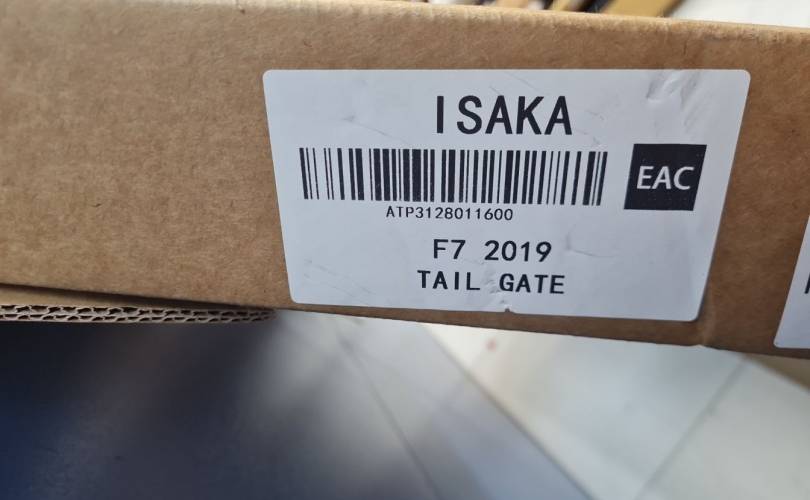 ISAKA
EAC
ATP3128011600
F7 2019
TAIL GATE